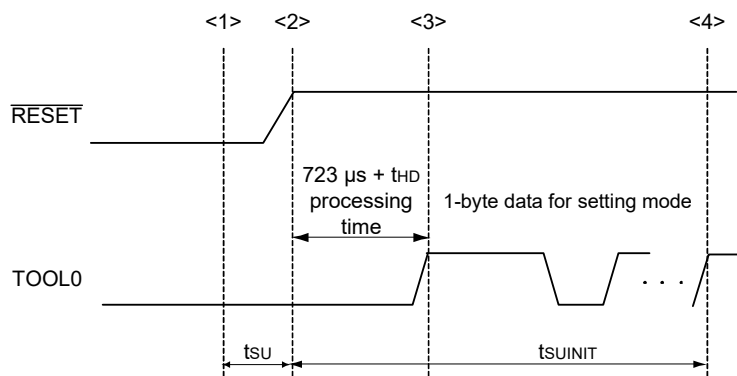 <1> <2> <3> <4>
RESET
723 µs + tHD
processing
time
1-byte data for setting mode
TOOL0
. . .
tSU
tSUINIT